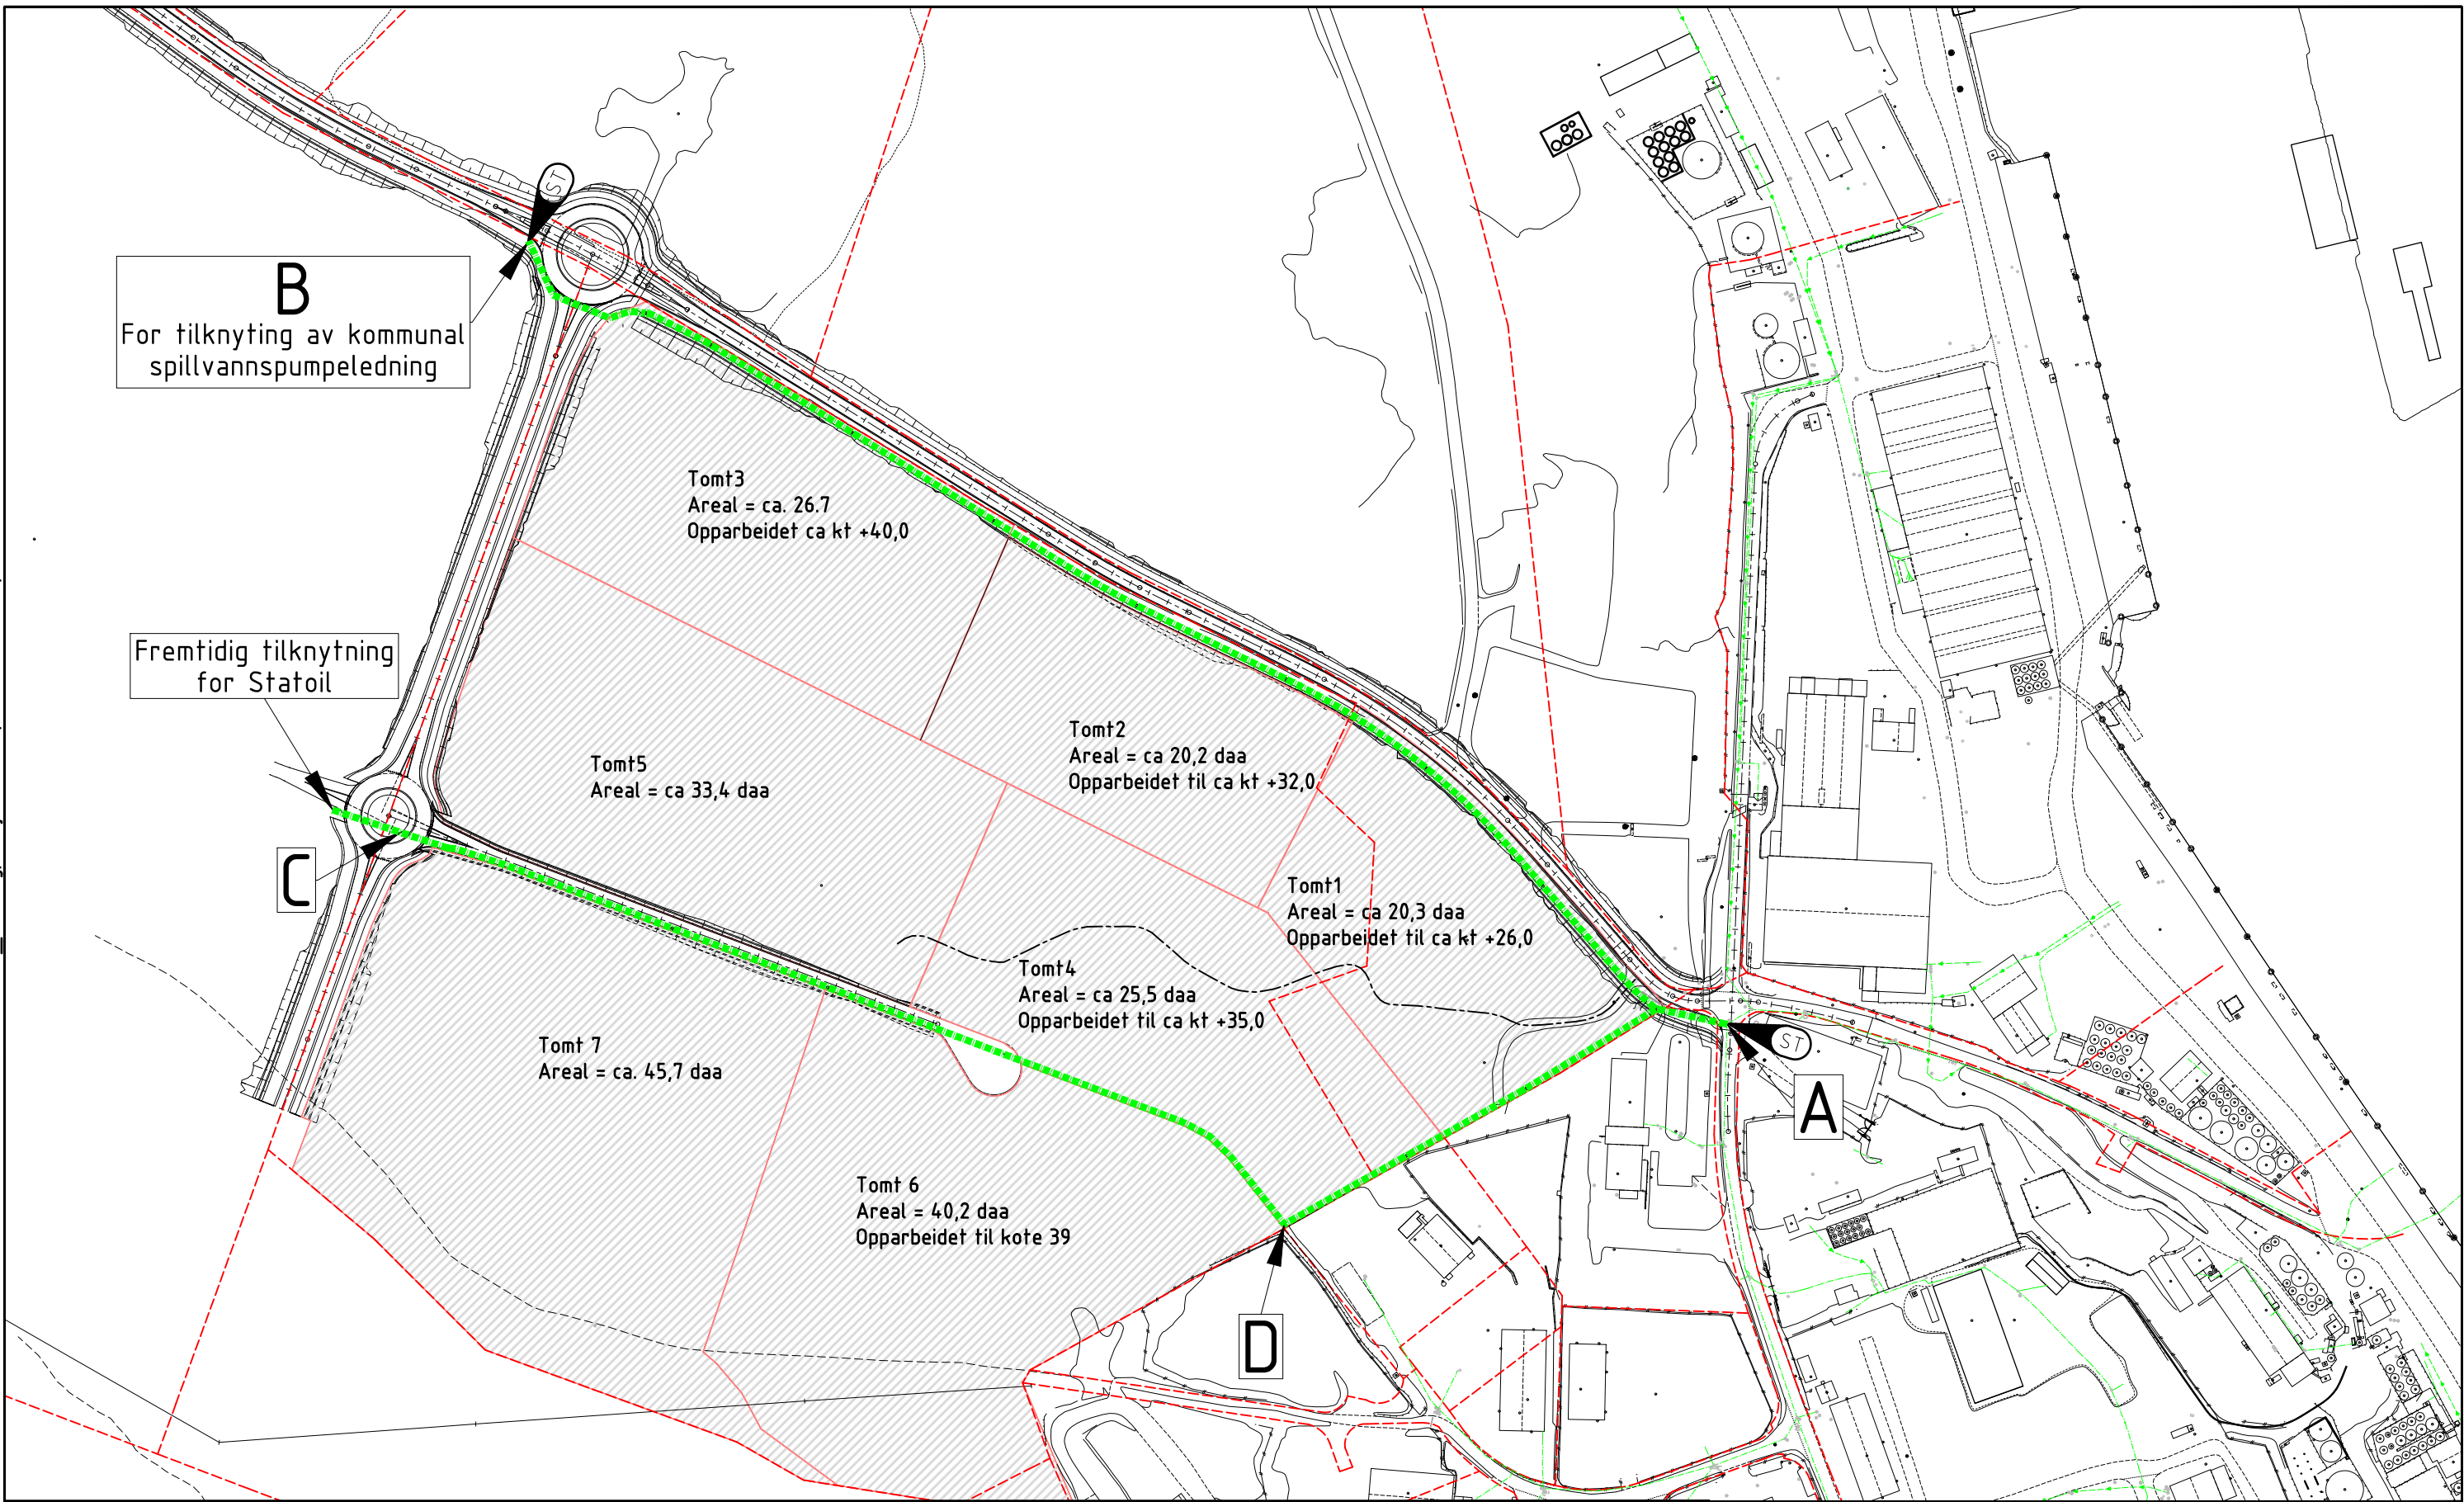 ST
B
For tilknyting av kommunal
spillvannspumpeledning
Tomt3
Areal = ca. 26.7
Opparbeidet ca kt +40,0
Fremtidig tilknytning
for Statoil
Tomt2
Areal = ca 20,2 daa
Opparbeidet til ca kt +32,0
Tomt5
Areal = ca 33,4 daa
C
Tomt1
Areal = ca 20,3 daa
Opparbeidet til ca kt +26,0
Tomt4
Areal = ca 25,5 daa
Opparbeidet til ca kt +35,0
Tomt 7
Areal = ca. 45,7 daa
ST
A
Tomt 6
Areal = 40,2 daa
Opparbeidet til kote 39
D